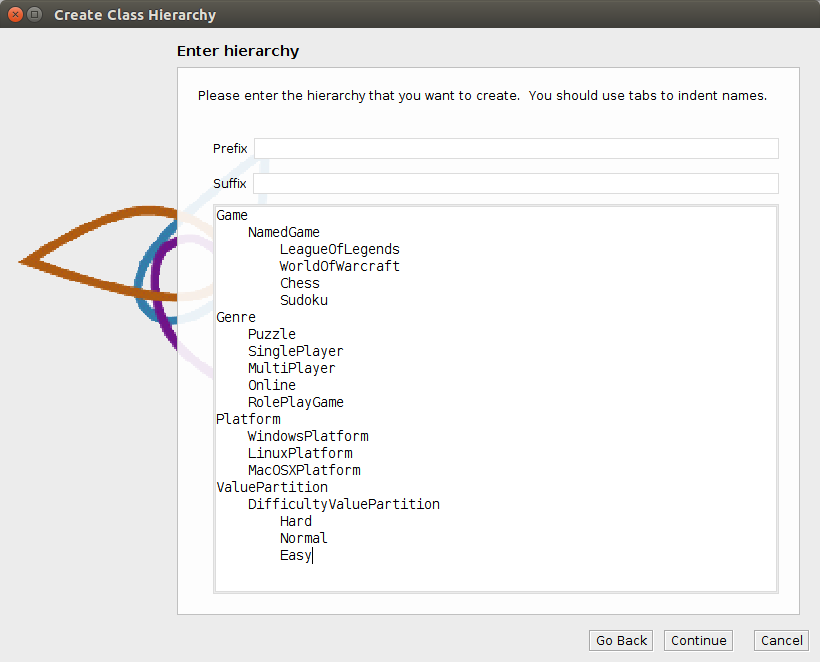 Create Class Hierarchy
Enter hierarchy
Please enter the hierarchy that you want to create.  You should use tabs to indent names.
Prefix
Suffix
Game
NamedGame
LeagueOfLegends
WorldOfWarcraft
Chess
Sudoku
Genre
Puzzle
SinglePlayer
MultiPlayer
Online
RolePlayGame
Platform
WindowsPlatform
LinuxPlatform
MacOSXPlatform
ValuePartition
DifficultyValuePartition
Hard
Normal
Easy
Go Back
Continue
Cancel